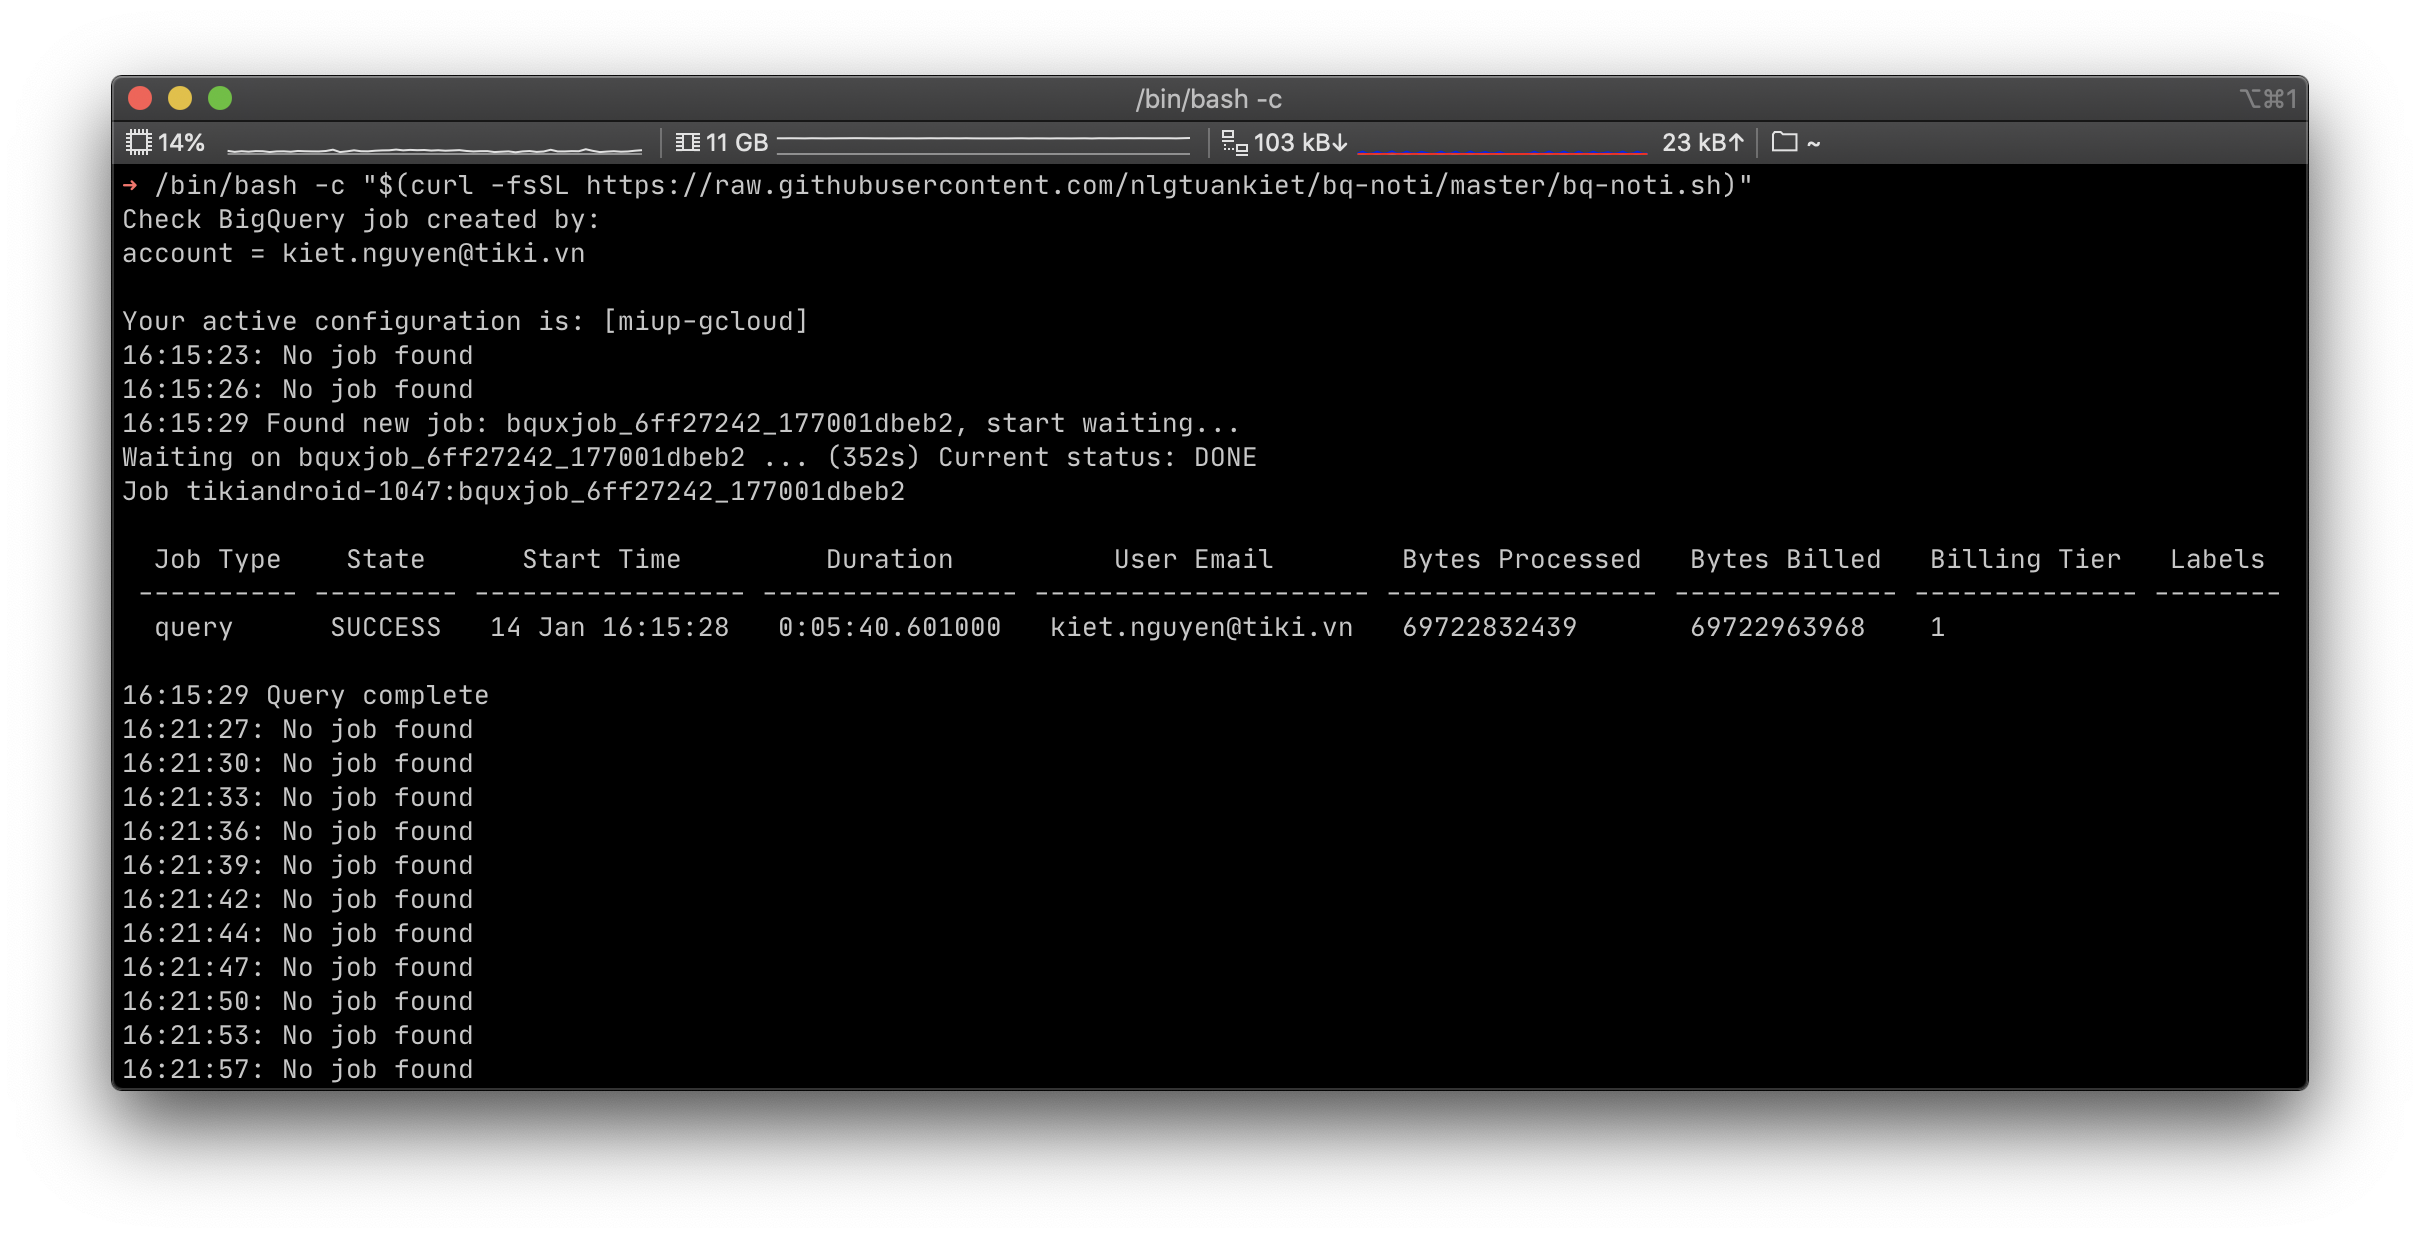 /bin/bash -c
⌥⌘1
14% 11 GB 103 kB↓ 23 kB↑ ~
➜ /bin/bash -c "$(curl -fsSL https://raw.githubusercontent.com/nlgtuankiet/bq-noti/master/bq-noti.sh)"
Check BigQuery job created by:
account = kiet.nguyen@tiki.vn
Your active configuration is: [miup-gcloud]
16:15:23: No job found
16:15:26: No job found
16:15:29 Found new job: bquxjob_6ff27242_177001dbeb2, start waiting...
Waiting on bquxjob_6ff27242_177001dbeb2 ... (352s) Current status: DONE
Job tikiandroid-1047:bquxjob_6ff27242_177001dbeb2
Job Type State Start Time Duration User Email Bytes Processed Bytes Billed Billing Tier Labels
---------- --------- ----------------- ---------------- --------------------- ----------------- -------------- -------------- --------
query SUCCESS 14 Jan 16:15:28 0:05:40.601000 kiet.nguyen@tiki.vn 69722832439 69722963968 1
16:15:29 Query complete
16:21:27: No job found
16:21:30: No job found
16:21:33: No job found
16:21:36: No job found
16:21:39: No job found
16:21:42: No job found
16:21:44: No job found
16:21:47: No job found
16:21:50: No job found
16:21:53: No job found
16:21:57: No job found